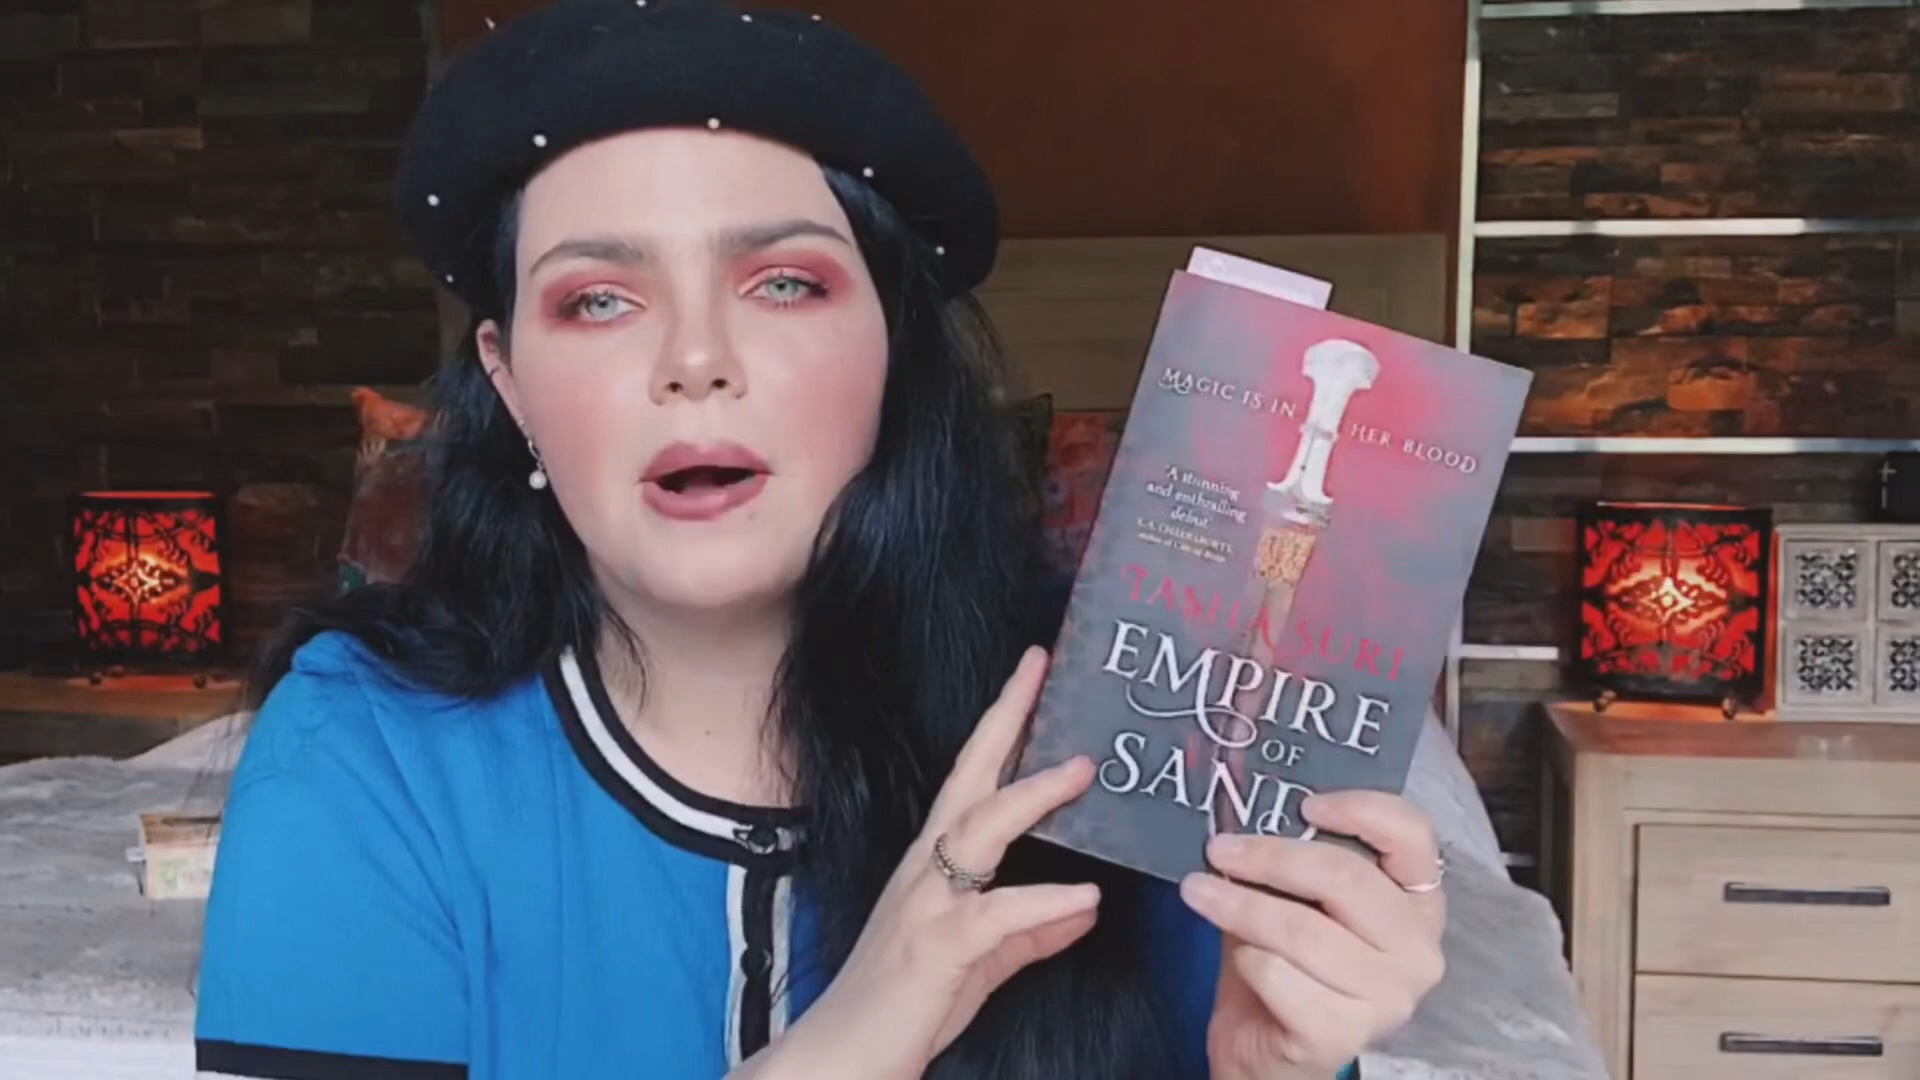 MAGIC IS IN HER BLOOD
'A stunning
and enthralling
debut'
TASHA SURI
EMPIRE
OF
SAND